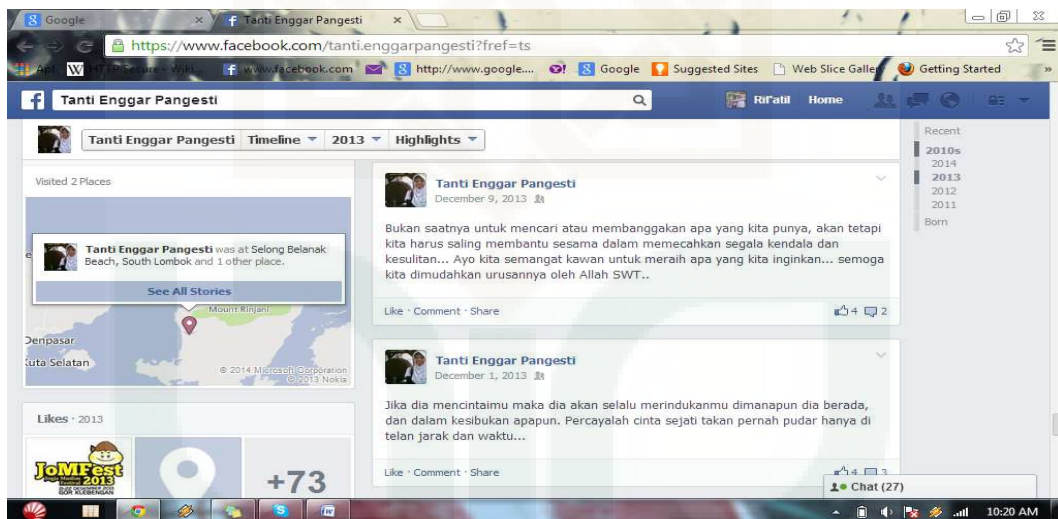 Google
Tanti Enggar Pangesti
https://www.facebook.com/tanti.enggarpangesti?fref=ts
www.facebook.com
http://www.google....
Google
Suggested Sites
Web Slice Galler
Getting Started
Tanti Enggar Pangesti
Rif'atil
Home
Tanti Enggar Pangesti
Timeline
2013
Highlights
Recent
2010s
2014
2013
2012
2011
Born
Visited 2 Places
Tanti Enggar Pangesti was at Selong Belanak
Beach, South Lombok and 1 other place.
See All Stories
Mount Rinjani
Denpasar
Kuta Selatan
© 2014 Microsoft Corporation
© 2013 Nokia
Likes · 2013
JoMFest
2013
GOR KLEBENGAN
+73
Tanti Enggar Pangesti
December 9, 2013
Bukan saatnya untuk mencari atau membanggakan apa yang kita punya, akan tetapi
kita harus saling membantu sesama dalam memecahkan segala kendala dan
kesulitan... Ayo kita semangat kawan untuk meraih apa yang kita inginkan... semoga
kita dimudahkan urusannya oleh Allah SWT..
Like · Comment · Share
4
2
Tanti Enggar Pangesti
December 1, 2013
Jika dia mencintaimu maka dia akan selalu merindukanmu dimanapun dia berada,
dan dalam kesibukan apapun. Percayalah cinta sejati takan pernah pudar hanya di
telan jarak dan waktu...
Like · Comment · Share
4
3
Chat (27)
10:20 AM